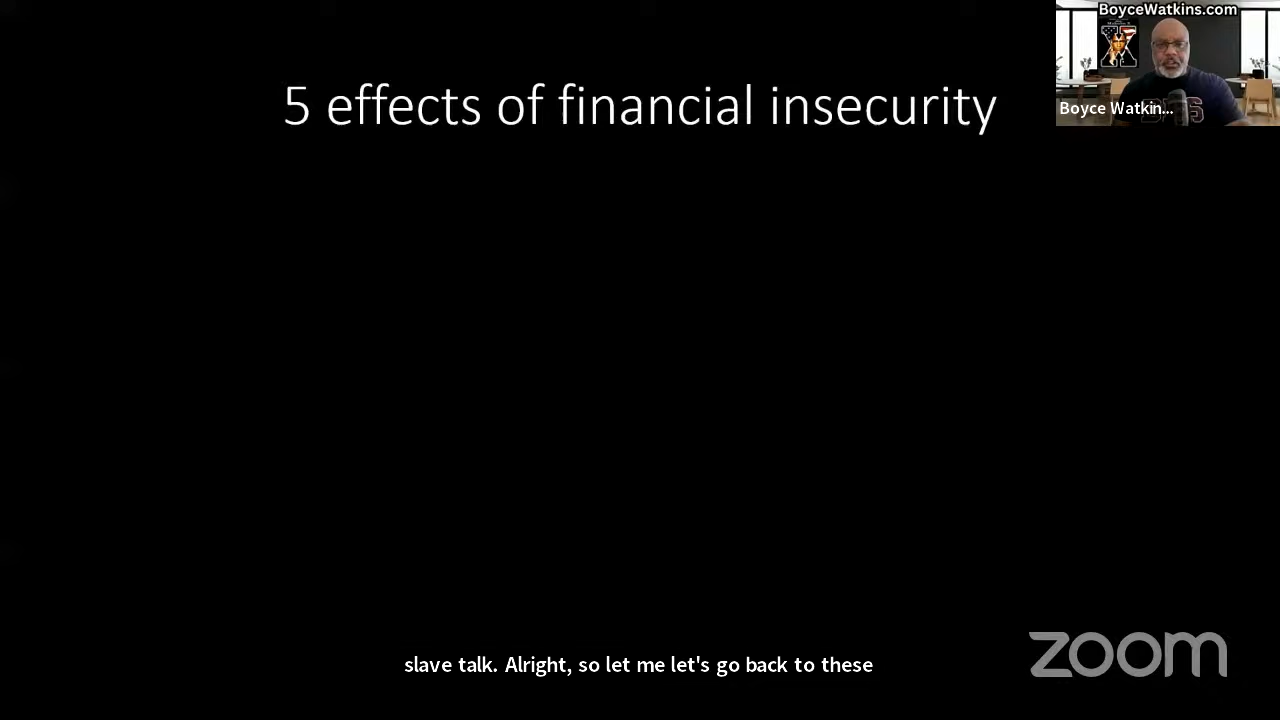 BoyceWatkins.com
5 effects of financial insecurity
X
Boyce Watkin...
slave talk. Alright, so let me let's go back to these
zoom